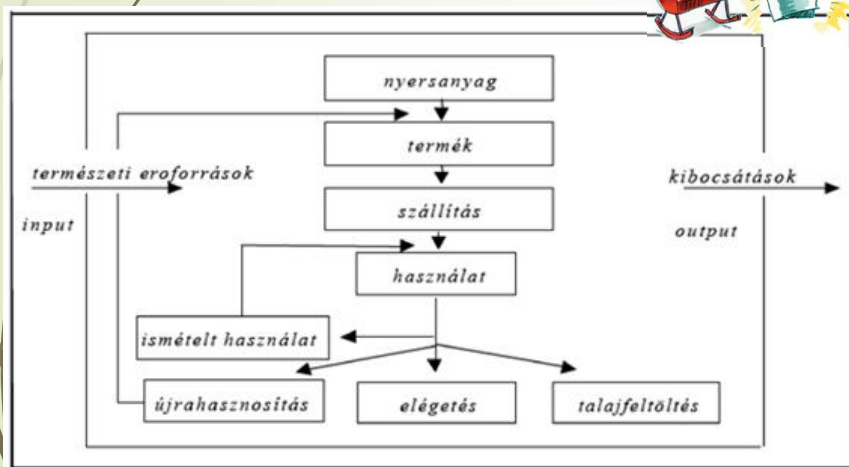 nyersanyag
termék
természeti eroforrások
kibocsátások
szállítás
input
output
használat
ismételt használat
újrahasznosítás
elégetés
talajfeltöltés